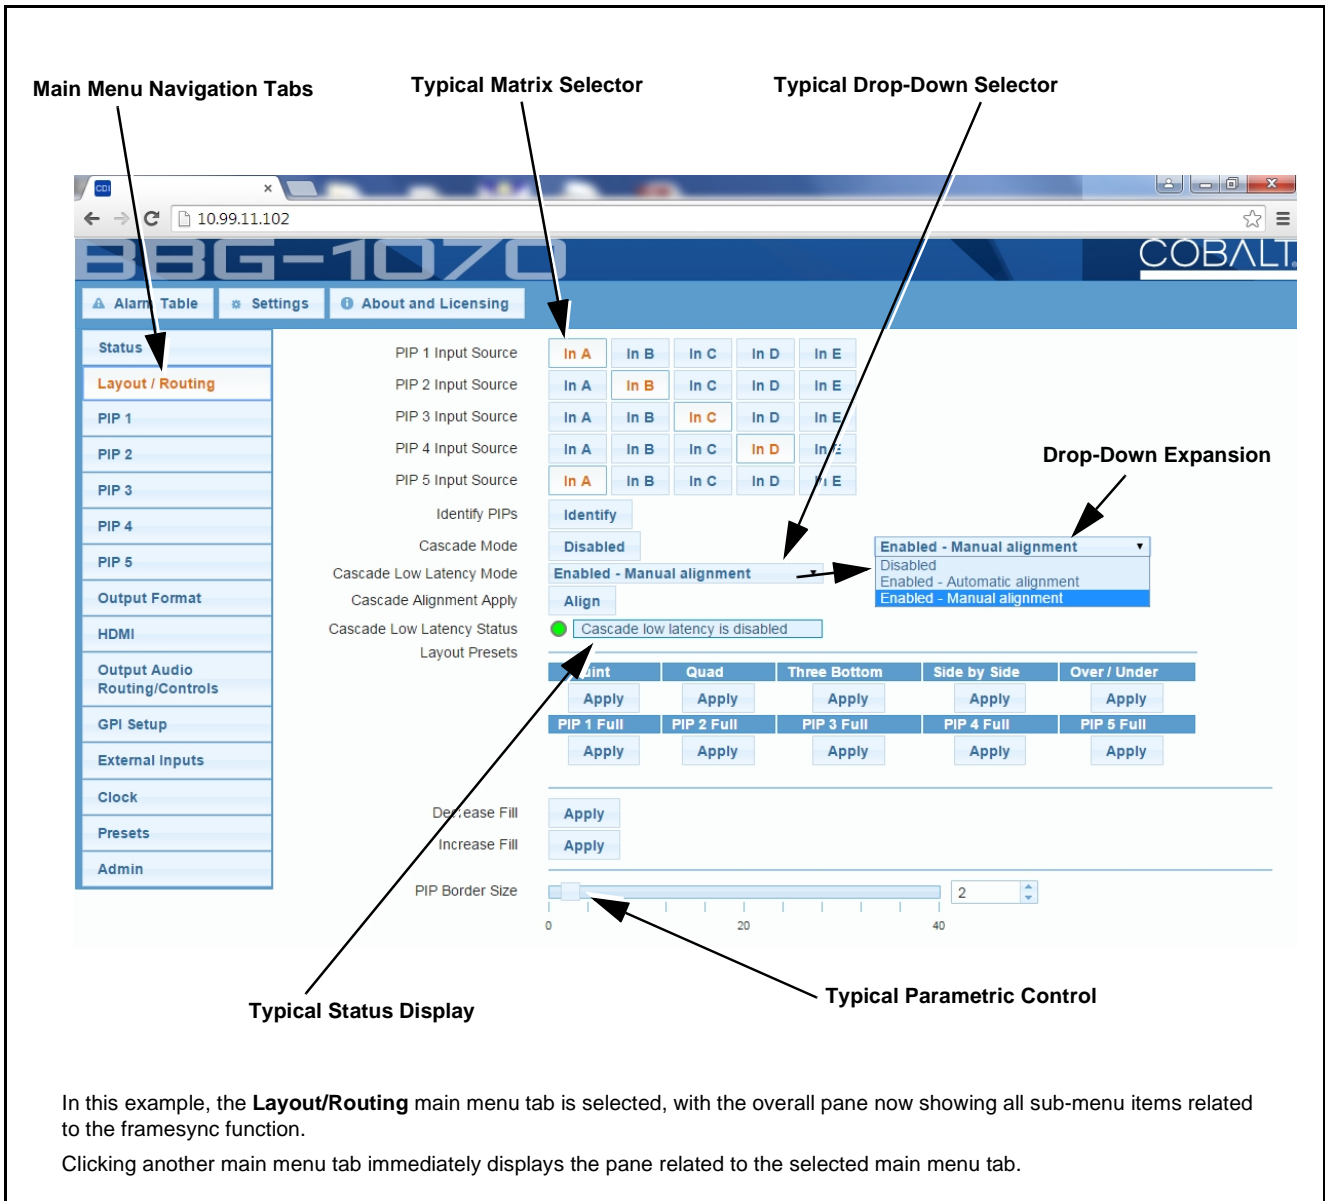 Main Menu Navigation Tabs
Typical Matrix Selector
Typical Drop-Down Selector
CDI
10.99.11.102
BBG-1070
COBALT
Alarm Table
Settings
About and Licensing
Status
Layout / Routing
PIP 1
PIP 2
PIP 3
PIP 4
PIP 5
Output Format
HDMI
Output Audio
Routing/Controls
GPI Setup
External Inputs
Clock
Presets
Admin
PIP 1 Input Source In A In B In C In D In E
PIP 2 Input Source In A In B In C In D In E
PIP 3 Input Source In A In B In C In D In E
PIP 4 Input Source In A In B In C In D In E
PIP 5 Input Source In A In B In C In D In E
Identify PIPs Identify
Cascade Mode Disabled
Cascade Low Latency Mode Enabled - Manual alignment
Cascade Alignment Apply Align
Cascade Low Latency Status Cascade low latency is disabled
Drop-Down Expansion
Enabled - Manual alignment
Disabled
Enabled - Automatic alignment
Enabled - Manual alignment
Layout Presets
Quint Quad Three Bottom Side by Side Over / Under
Apply Apply Apply Apply Apply
PIP 1 Full PIP 2 Full PIP 3 Full PIP 4 Full PIP 5 Full
Apply Apply Apply Apply Apply
Decrease Fill Apply
Increase Fill Apply
PIP Border Size 2
0 20 40
Typical Status Display
Typical Parametric Control
In this example, the Layout/Routing main menu tab is selected, with the overall pane now showing all sub-menu items related
to the framesync function.
Clicking another main menu tab immediately displays the pane related to the selected main menu tab.